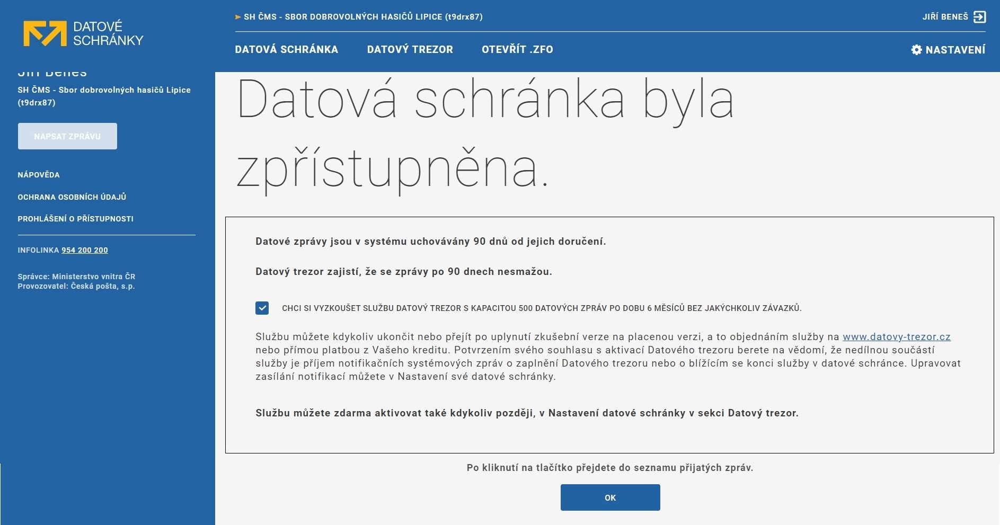 DATOVÉ
SCHRÁNKY
SH ČMS - SBOR DOBROVOLNÝCH HASIČŮ LIPICE (t9drx87)
JIŘÍ BENEŠ
DATOVÁ SCHRÁNKA
DATOVÝ TREZOR
OTEVŘÍT .ZFO
NASTAVENÍ
Jiří Beneš
SH ČMS - Sbor dobrovolných hasičů Lipice
(t9drx87)
NAPSAT ZPRÁVU
NÁPOVĚDA
OCHRANA OSOBNÍCH ÚDAJŮ
PROHLÁŠENÍ O PŘÍSTUPNOSTI
INFOLINKA 954 200 200
Správce: Ministerstvo vnitra ČR
Provozovatel: Česká pošta, s.p.
Datová schránka byla
zpřístupněna.
Datové zprávy jsou v systému uchovávány 90 dnů od jejich doručení.
Datový trezor zajistí, že se zprávy po 90 dnech nesmažou.
CHCI SI VYZKOUŠET SLUŽBU DATOVÝ TREZOR S KAPACITOU 500 DATOVÝCH ZPRÁV PO DOBU 6 MĚSÍCŮ BEZ JAKÝCHKOLIV ZÁVAZKŮ.
Službu můžete kdykoliv ukončit nebo přejít po uplynutí zkušební verze na placenou verzi, a to objednáním služby na www.datovy-trezor.cz
nebo přímou platbou z Vašeho kreditu. Potvrzením svého souhlasu s aktivací Datového trezoru berete na vědomí, že nedílnou součástí
služby je příjem notifikačních systémových zpráv o zaplnění Datového trezoru nebo o blížícím se konci služby v datové schránce. Upravovat
zasílání notifikací můžete v Nastavení své datové schránky.
Službu můžete zdarma aktivovat také kdykoliv později, v Nastavení datové schránky v sekci Datový trezor.
Po kliknutí na tlačítko přejdete do seznamu přijatých zpráv.
OK